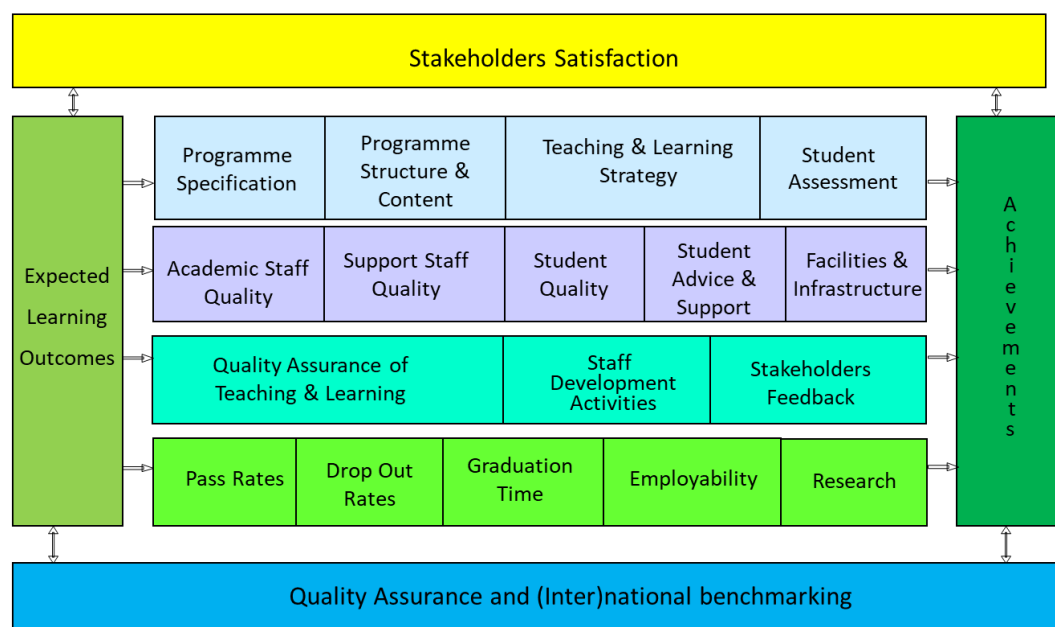 Stakeholders Satisfaction
Expected
Learning
Outcomes
Programme
Specification
Programme
Structure &
Content
Teaching & Learning
Strategy
Student
Assessment
Academic Staff
Quality
Support Staff
Quality
Student
Quality
Student
Advice &
Support
Facilities &
Infrastructure
Quality Assurance of
Teaching & Learning
Staff
Development
Activities
Stakeholders
Feedback
Pass Rates
Drop Out
Rates
Graduation
Time
Employability
Research
Achievements
Quality Assurance and (Inter)national benchmarking